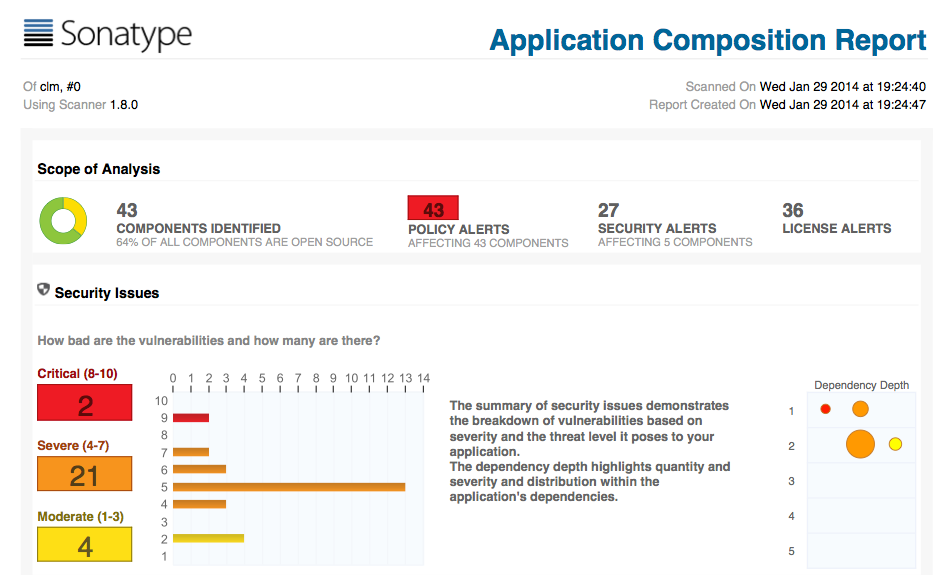 Sonatype
Application Composition Report
Of clm, #0
Scanned On Wed Jan 29 2014 at 19:24:40
Using Scanner 1.8.0
Report Created On Wed Jan 29 2014 at 19:24:47
Scope of Analysis
43
COMPONENTS IDENTIFIED
64% OF ALL COMPONENTS ARE OPEN SOURCE
43
POLICY ALERTS
AFFECTING 43 COMPONENTS
27
SECURITY ALERTS
AFFECTING 5 COMPONENTS
36
LICENSE ALERTS
Security Issues
How bad are the vulnerabilities and how many are there?
Critical (8-10)
2
Severe (4-7)
21
Moderate (1-3)
4
0 1 2 3 4 5 6 7 8 9 10 11 12 13 14
10
9
8
7
6
5
4
3
2
1
The summary of security issues demonstrates
the breakdown of vulnerabilities based on
severity and the threat level it poses to your
application.
The dependency depth highlights quantity and
severity and distribution within the
application's dependencies.
Dependency Depth
1
2
3
4
5